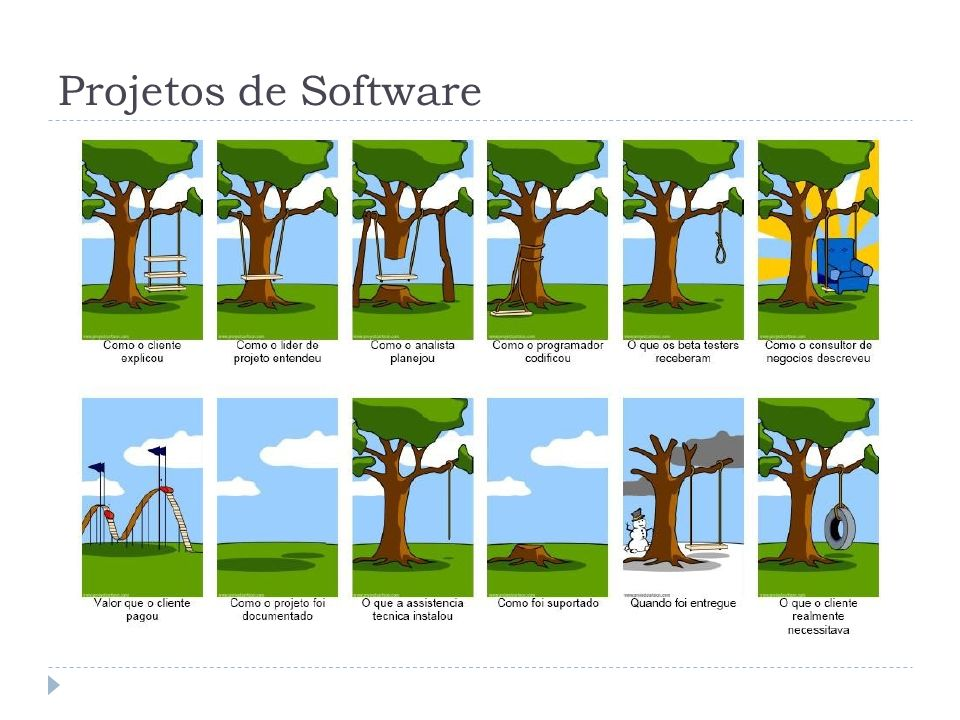 Projetos de Software
Como o cliente
explicou
Como o lider de
projeto entendeu
Como o analista
planejou
Como o programador
codificou
O que os beta testers
receberam
Como o consultor de
negocios descreveu
Valor que o cliente
pagou
Como o projeto foi
documentado
O que a assistencia
tecnica instalou
Como foi suportado
Quando foi entregue
O que o cliente
realmente
necessitava